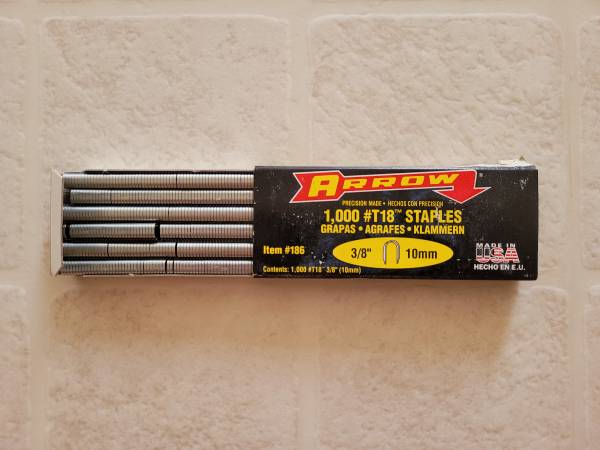 ARROW
PRECISION MADE • HECHOS CON PRECISION
1,000 #T18™ STAPLES
GRAPAS • AGRAFES • KLAMMERN
Item #186
3/8" 10mm
Contents: 1,000 #T18 3/8" (10mm)
MADE IN
USA
HECHO EN E.U.